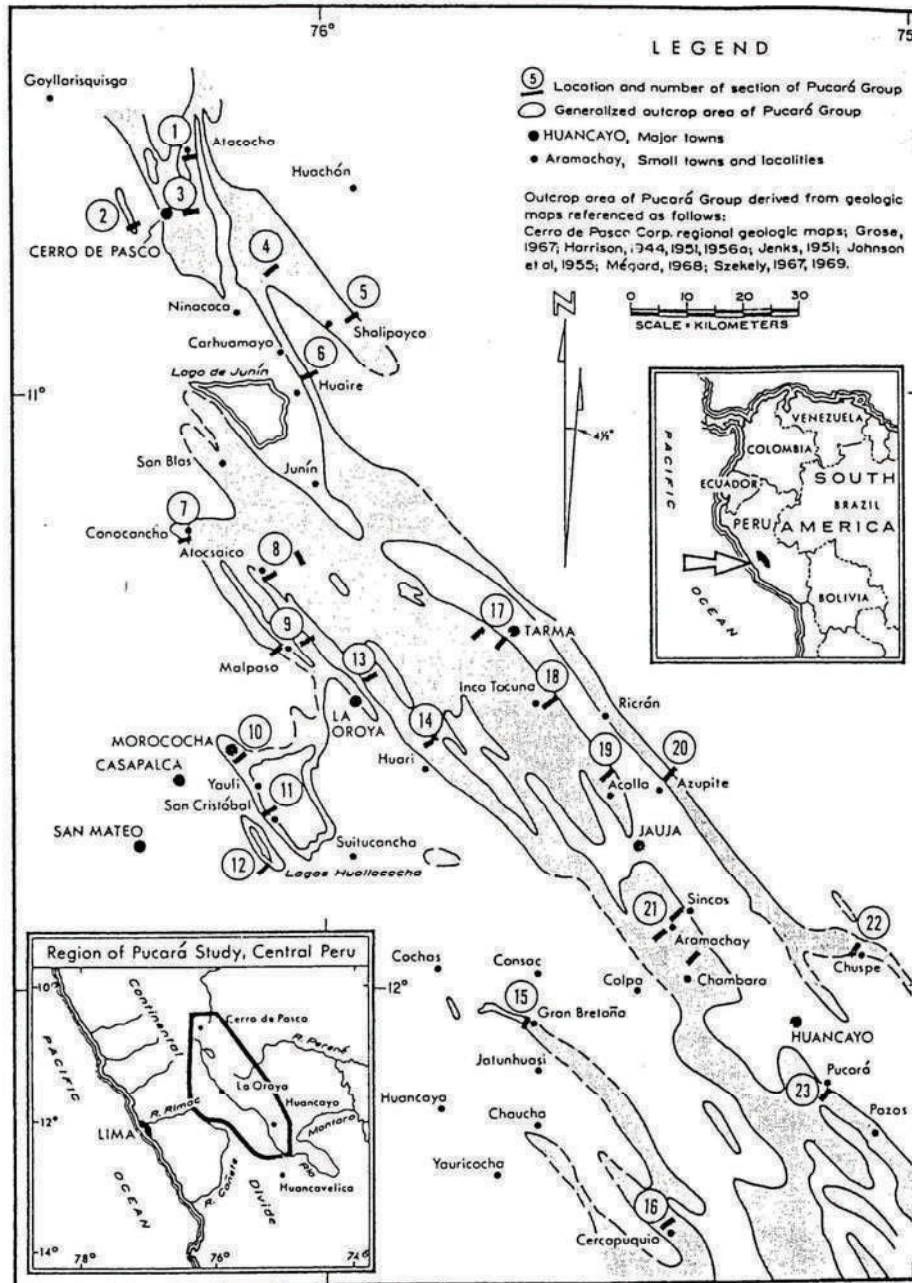 76
75
LEGEND
5 Location and number of section of Pucará Group
Generalized outcrop area of Pucará Group
HUANCAYO, Major towns
Aramachay, Small towns and localities
Outcrop area of Pucará Group derived from geologic
maps referenced as follows:
Cerro de Pasco Corp. regional geologic maps; Grose,
1967; Harrison, 1944, 1951, 1956a; Jenks, 1951; Johnson
et al, 1955; Mégard, 1968; Szekely, 1967, 1969.
0 10 20 30
SCALE = KILOMETERS
N
4½°
Goyllarisquisga
1
Atacocha
Huachón
2
3
CERRO DE PASCO
4
5
Ninacaca
Shalipayco
Carhuamayo
6
Huaire
Lago de Junín
11°
San Blas
Junín
7
Conocancha
Atocsaico
8
9
Malpaso
17
TARMA
13
Inca Tacuna
18
LA
OROYA
14
Ricrán
MOROCOCHA
10
CASAPALCA
Huari
19
20
Yauli
11
Acolla
Azupite
San Cristóbal
SAN MATEO
JAUJA
12
Suitucancha
Lagos Huallacocha
21
Sincos
Aramachay
22
Chuspe
Cochas
Consac
12°
Colpa
Chambara
15
Gran Bretaña
HUANCAYO
Jatunhuasi
Pucará
23
Huancaya
Chaucha
Pazos
Yauricocha
16
Cercapuquio
PACIFIC
OCEAN
VENEZUELA
COLOMBIA
ECUADOR
SOUTH
BRAZIL
PERU
AMERICA
BOLIVIA
Region of Pucará Study, Central Peru
10°
Continental
Cerro de Pasco
PACIFIC
R. Perené
La Oroya
R. Rimac
Huancayo
12°
LIMA
Mantaro
Río
OCEAN
R. Cañete
Divide
Huancavelica
14°
78°
76°
74°